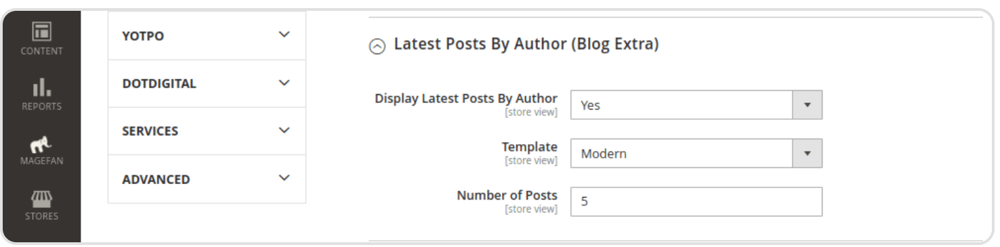 CONTENT
REPORTS
MAGEFAN
STORES
YOTPO
DOTDIGITAL
SERVICES
ADVANCED
Latest Posts By Author (Blog Extra)
Display Latest Posts By Author
[store view]
Yes
Template
[store view]
Modern
Number of Posts
[store view]
5